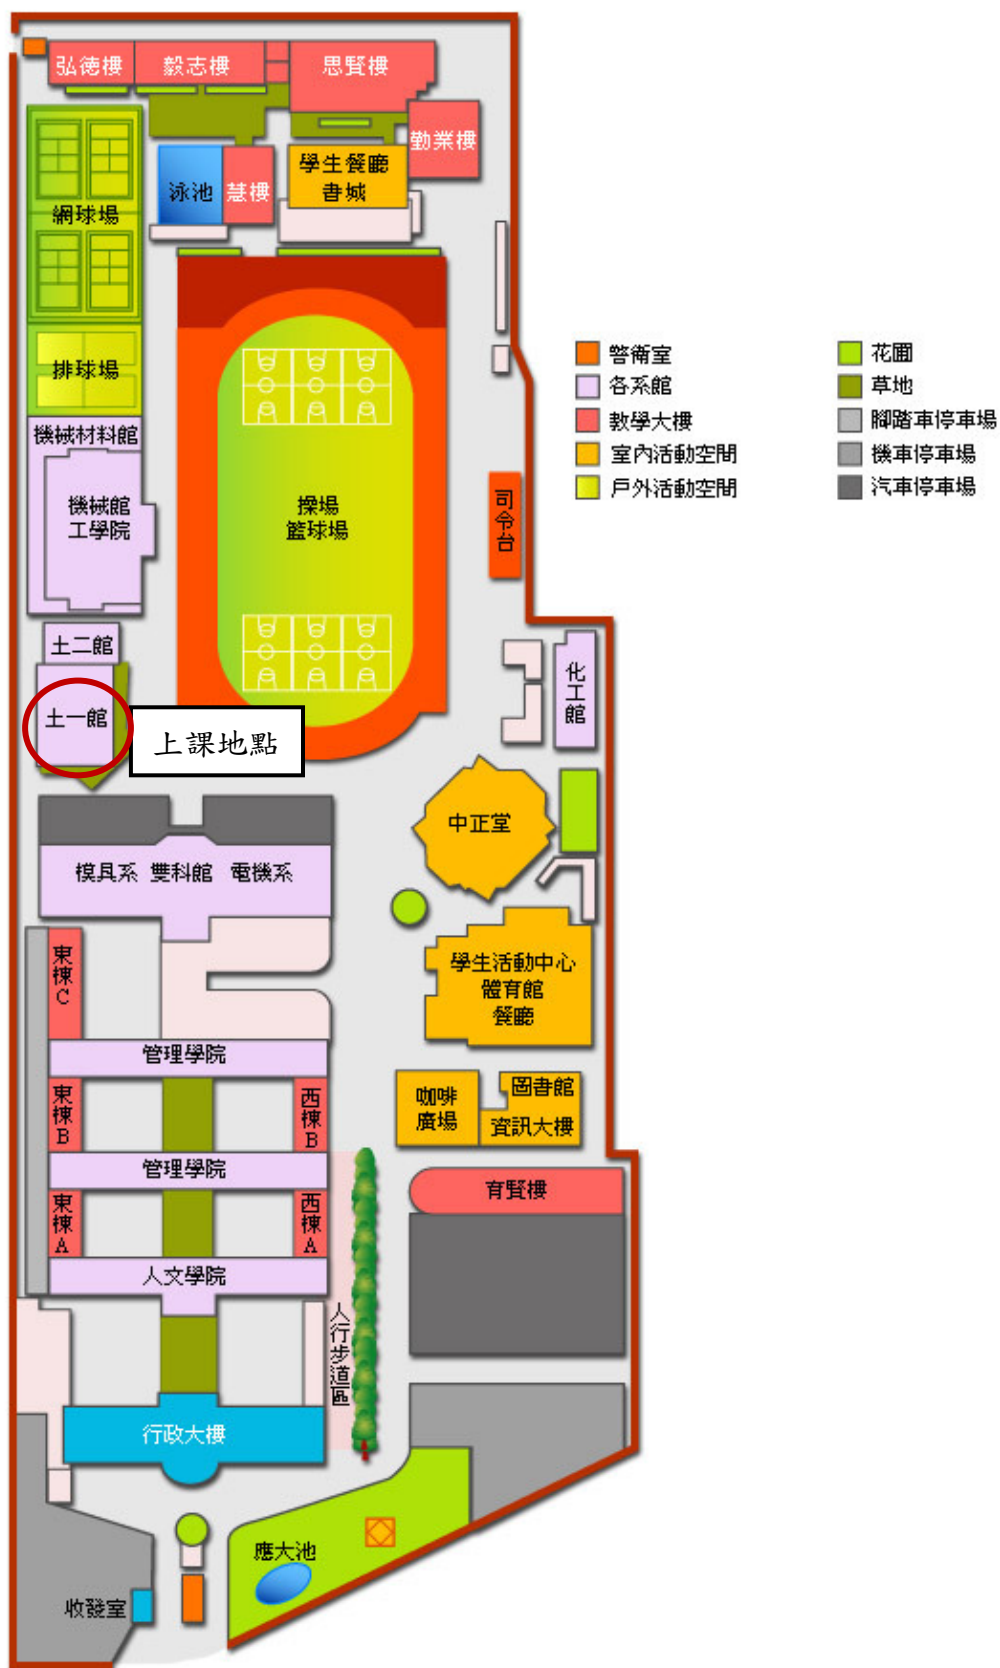 弘德樓
毅志樓
思賢樓
勤業樓
泳池
慧樓
學生餐廳
書城
網球場
排球場
機械材料館
機械館
工學院
操場
籃球場
司令台
警衛室
各系館
教學大樓
室內活動空間
戶外活動空間
花圃
草地
腳踏車停車場
機車停車場
汽車停車場
土二館
土一館
上課地點
化工館
中正堂
模具系 雙科館 電機系
東棟C
學生活動中心
體育館
餐廳
管理學院
東棟B
西棟B
咖啡
廣場
圖書館
資訊大樓
管理學院
育賢樓
東棟A
西棟A
人文學院
人行步道區
行政大樓
應大池
收發室